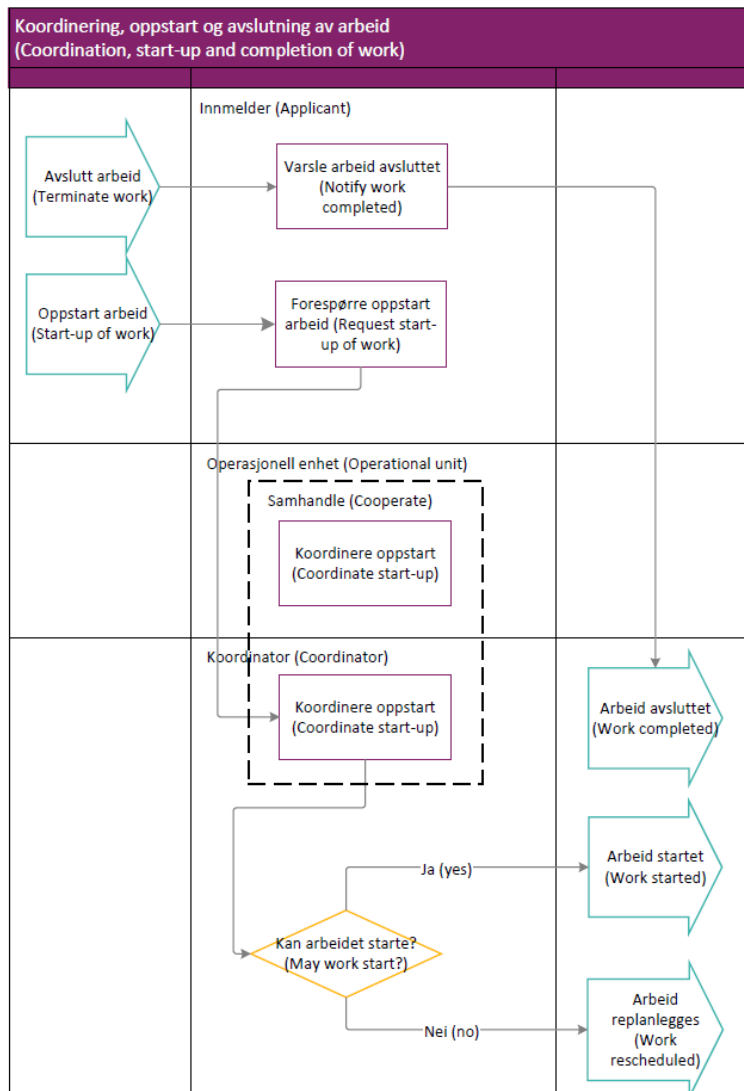 Koordinering, oppstart og avslutning av arbeid
(Coordination, start-up and completion of work)
Innmelder (Applicant)
Avslutt arbeid
(Terminate work)
Varsle arbeid avsluttet
(Notify work
completed)
Oppstart arbeid
(Start-up of work)
Forespørre oppstart
arbeid (Request start-
up of work)
Operasjonell enhet (Operational unit)
Samhandle (Cooperate)
Koordinere oppstart
(Coordinate start-up)
Koordinator (Coordinator)
Koordinere oppstart
(Coordinate start-up)
Arbeid avsluttet
(Work completed)
Ja (yes)
Arbeid startet
(Work started)
Kan arbeidet starte?
(May work start?)
Nei (no)
Arbeid
replanlegges
(Work
rescheduled)